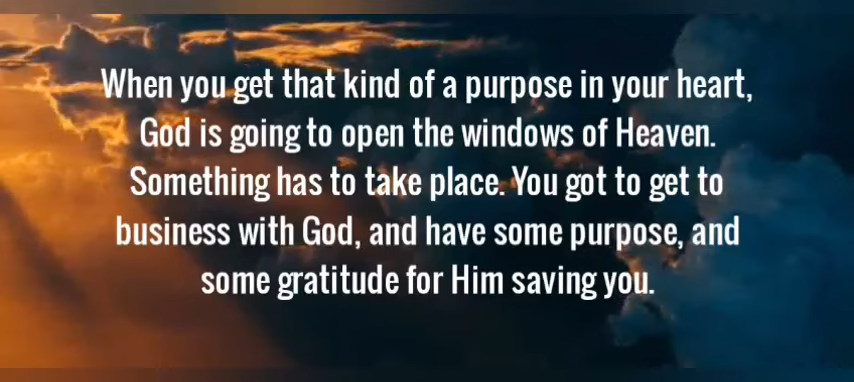 When you get that kind of a purpose in your heart,
God is going to open the windows of Heaven.
Something has to take place. You got to get to
business with God, and have some purpose, and
some gratitude for Him saving you.